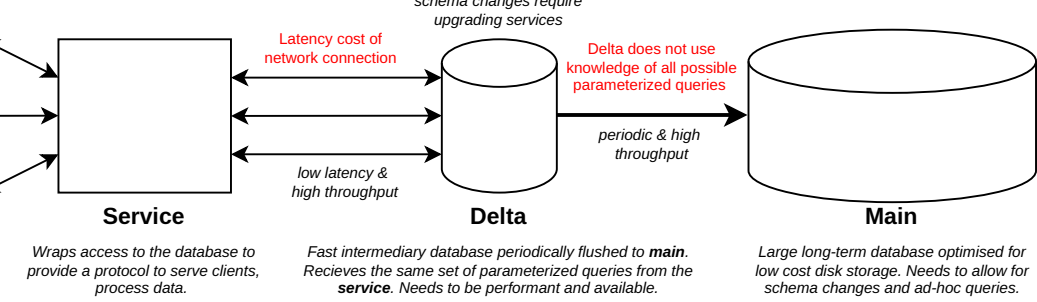 schema changes require
upgrading services
Latency cost of
network connection
Delta does not use
knowledge of all possible
parameterized queries
periodic & high
throughput
low latency &
high throughput
Service
Delta
Main
Wraps access to the database to
provide a protocol to serve clients,
process data.
Fast intermediary database periodically flushed to main.
Recieves the same set of parameterized queries from the
service. Needs to be performant and available.
Large long-term database optimised for
low cost disk storage. Needs to allow for
schema changes and ad-hoc queries.